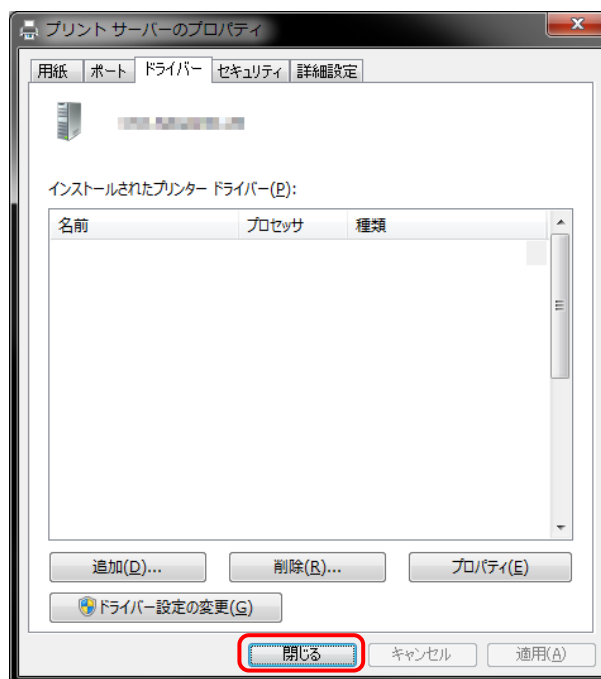 プリント サーバーのプロパティ
用紙 ポート ドライバー セキュリティ 詳細設定
インストールされたプリンター ドライバー(P):
名前 プロセッサ 種類
追加(D)... 削除(R)... プロパティ(E)
ドライバー設定の変更(G)
閉じる キャンセル 適用(A)